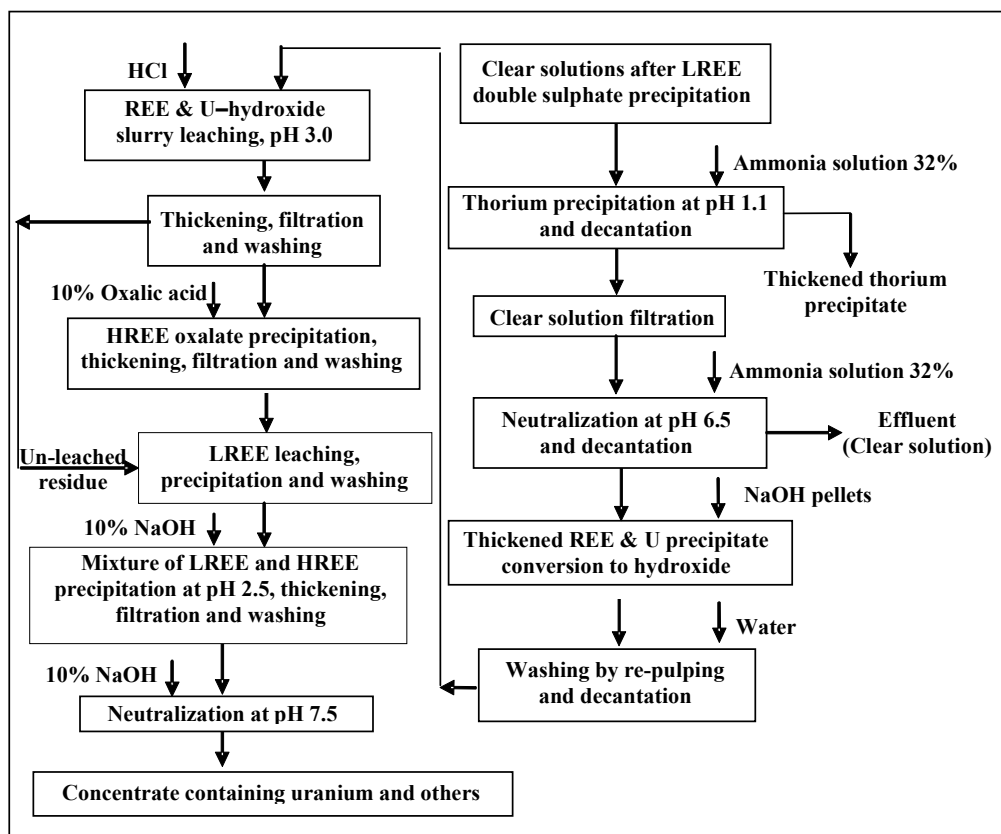 HCl
REE & U–hydroxide
slurry leaching, pH 3.0
Thickening, filtration
and washing
10% Oxalic acid
HREE oxalate precipitation,
thickening, filtration and washing
Un-leached
residue
LREE leaching,
precipitation and washing
10% NaOH
Mixture of LREE and HREE
precipitation at pH 2.5, thickening,
filtration and washing
10% NaOH
Neutralization at pH 7.5
Concentrate containing uranium and others
Clear solutions after LREE
double sulphate precipitation
Ammonia solution 32%
Thorium precipitation at pH 1.1
and decantation
Thickened thorium
precipitate
Clear solution filtration
Ammonia solution 32%
Neutralization at pH 6.5
and decantation
Effluent
(Clear solution)
NaOH pellets
Thickened REE & U precipitate
conversion to hydroxide
Water
Washing by re-pulping
and decantation